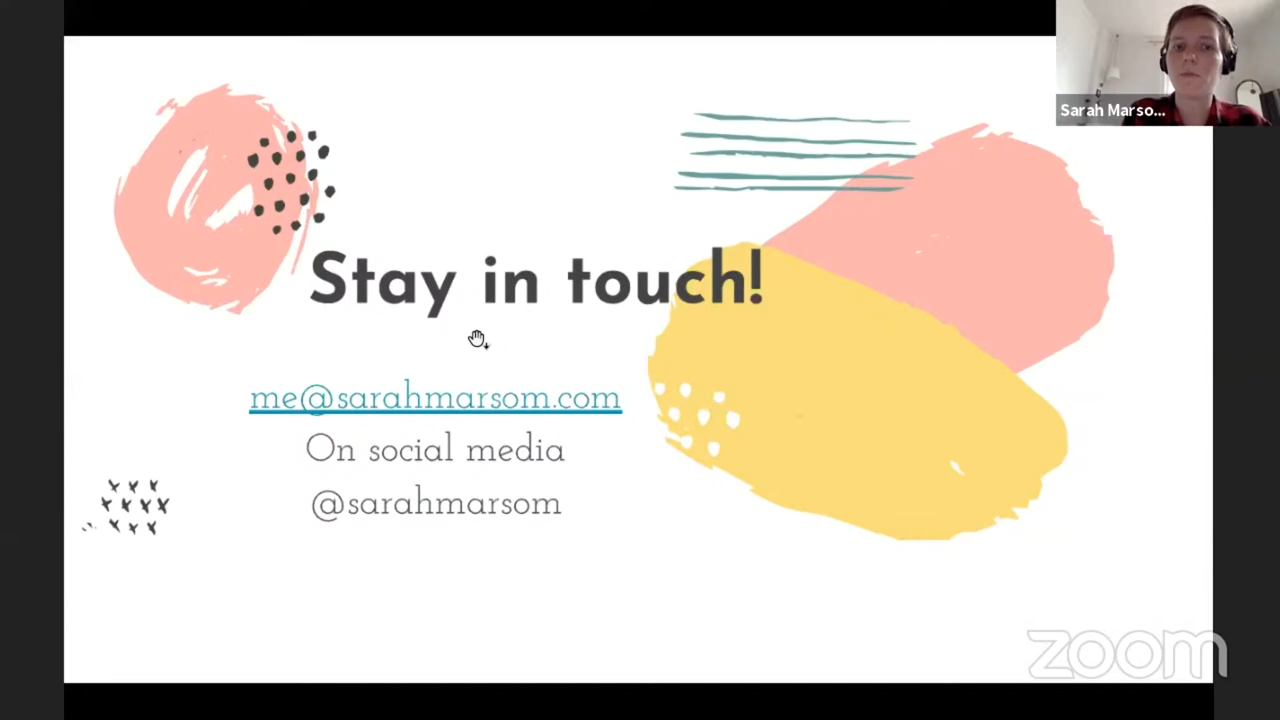 Sarah Marso...
Stay in touch!
me@sarahmarsom.com
On social media
@sarahmarsom
zoom